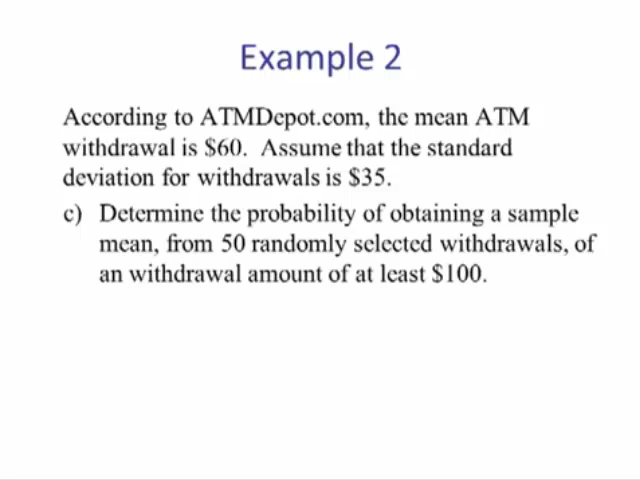 Example 2
According to ATMDepot.com, the mean ATM
withdrawal is $60. Assume that the standard
deviation for withdrawals is $35.
c) Determine the probability of obtaining a sample
mean, from 50 randomly selected withdrawals, of
an withdrawal amount of at least $100.